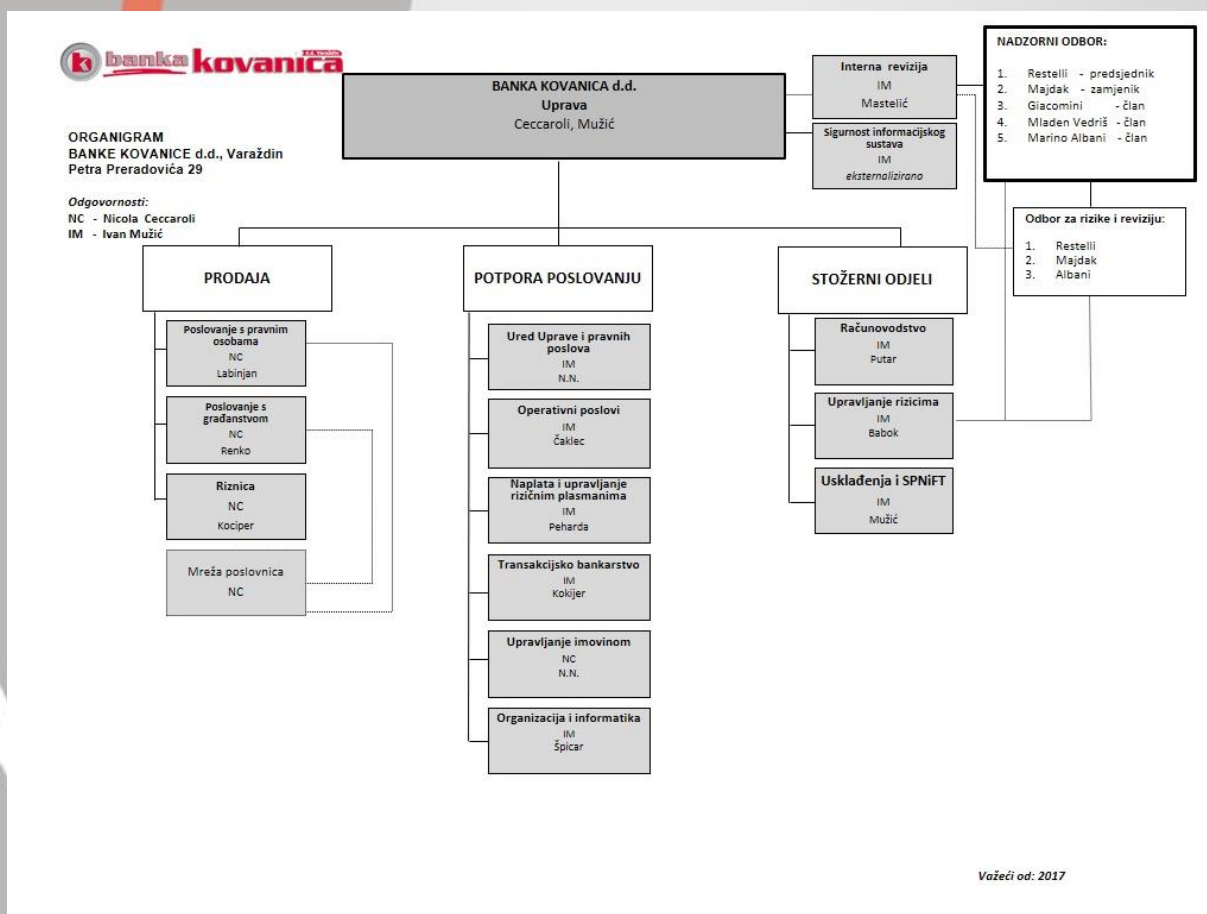 banka kovanica d.d. Varaždin
ORGANIGRAM
BANKE KOVANICE d.d., Varaždin
Petra Preradovića 29
Odgovornosti:
NC - Nicola Ceccaroli
IM - Ivan Mužić
BANKA KOVANICA d.d.
Uprava
Ceccaroli, Mužić
Interna revizija
IM
Mastelić
Sigurnost informacijskog
sustava
IM
eksternalizirano
NADZORNI ODBOR:
1. Restelli - predsjednik
2. Majdak - zamjenik
3. Giacomini - član
4. Mladen Vedriš - član
5. Marino Albani - član
Odbor za rizike i reviziju:
1. Restelli
2. Majdak
3. Albani
PRODAJA
Poslovanje s pravnim
osobama
NC
Labinjan
Poslovanje s
građanstvom
NC
Renko
Riznica
NC
Kociper
Mreža poslovnica
NC
POTPORA POSLOVANJU
Ured Uprave i pravnih
poslova
IM
N.N.
Operativni poslovi
IM
Čaklec
Naplata i upravljanje
rizičnim plasmanima
IM
Peharda
Transakcijsko bankarstvo
IM
Kokijer
Upravljanje imovinom
NC
N.N.
Organizacija i informatika
IM
Špicar
STOŽERNI ODJELI
Računovodstvo
IM
Putar
Upravljanje rizicima
IM
Babok
Usklađenja i SPNiFT
IM
Mužić
Važeći od: 2017